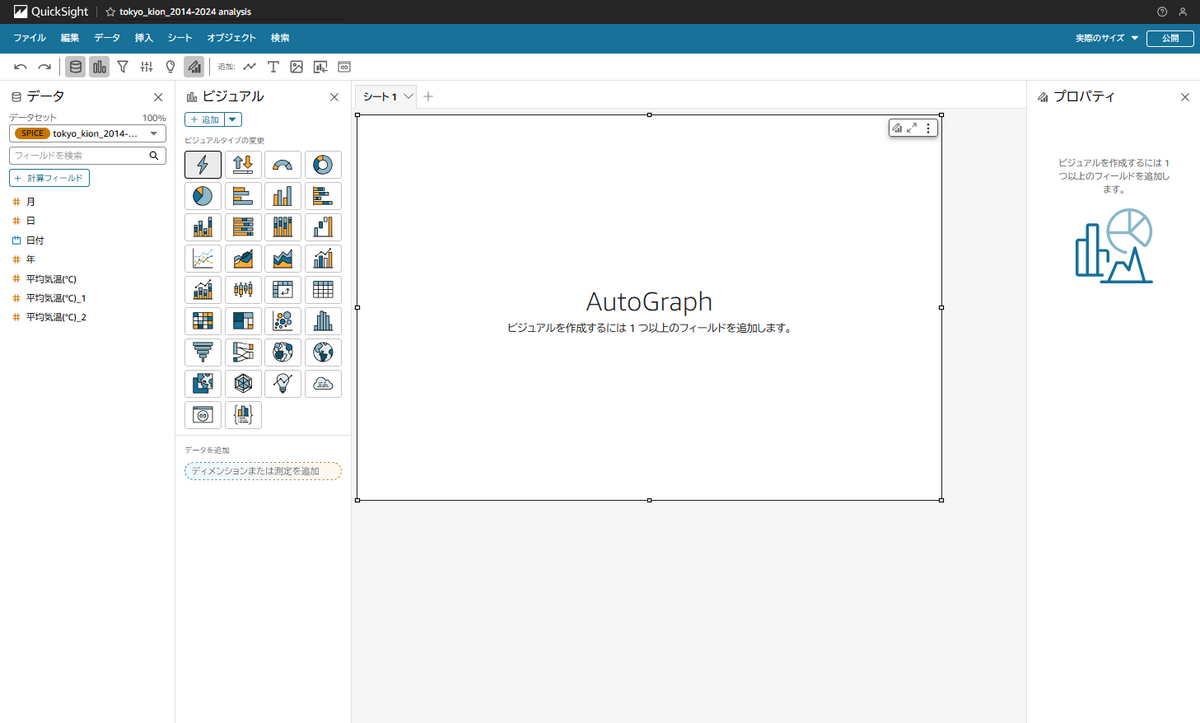 QuickSight
tokyo_kion_2014-2024 analysis
ファイル 編集 データ 挿入 シート オブジェクト 検索
実際のサイズ
公開
追加:
データ
データセット 100%
SPICE tokyo_kion_2014-...
フィールドを検索
+ 計算フィールド
# 月
# 日
日付
# 年
# 平均気温(℃)
# 平均気温(℃)_1
# 平均気温(℃)_2
ビジュアル
+ 追加
ビジュアルタイプの変更
データを追加
ディメンションまたは測定を追加
シート 1
AutoGraph
ビジュアルを作成するには 1 つ以上のフィールドを追加します。
プロパティ
ビジュアルを作成するには 1
つ以上のフィールドを追加し
ます。